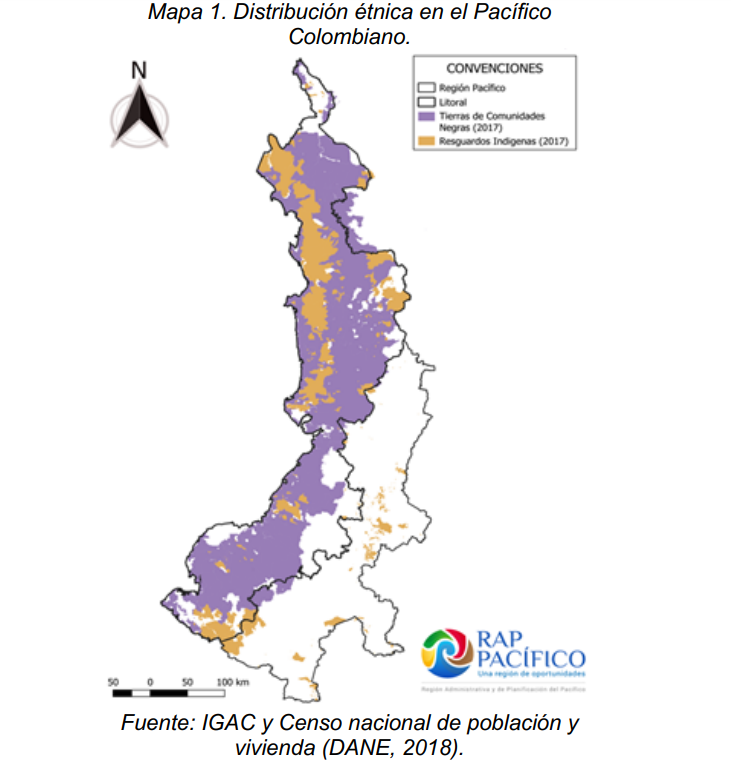 Mapa 1. Distribución étnica en el Pacífico
Colombiano.
N
CONVENCIONES
Región Pacífico
Litoral
Tierras de Comunidades
Negras (2017)
Resguardos Indigenas (2017)
RAP
PACÍFICO
Una región de oportunidades
Región Administrativa y de Planificación del Pacífico
50 0 50 100 km
Fuente: IGAC y Censo nacional de población y
vivienda (DANE, 2018).